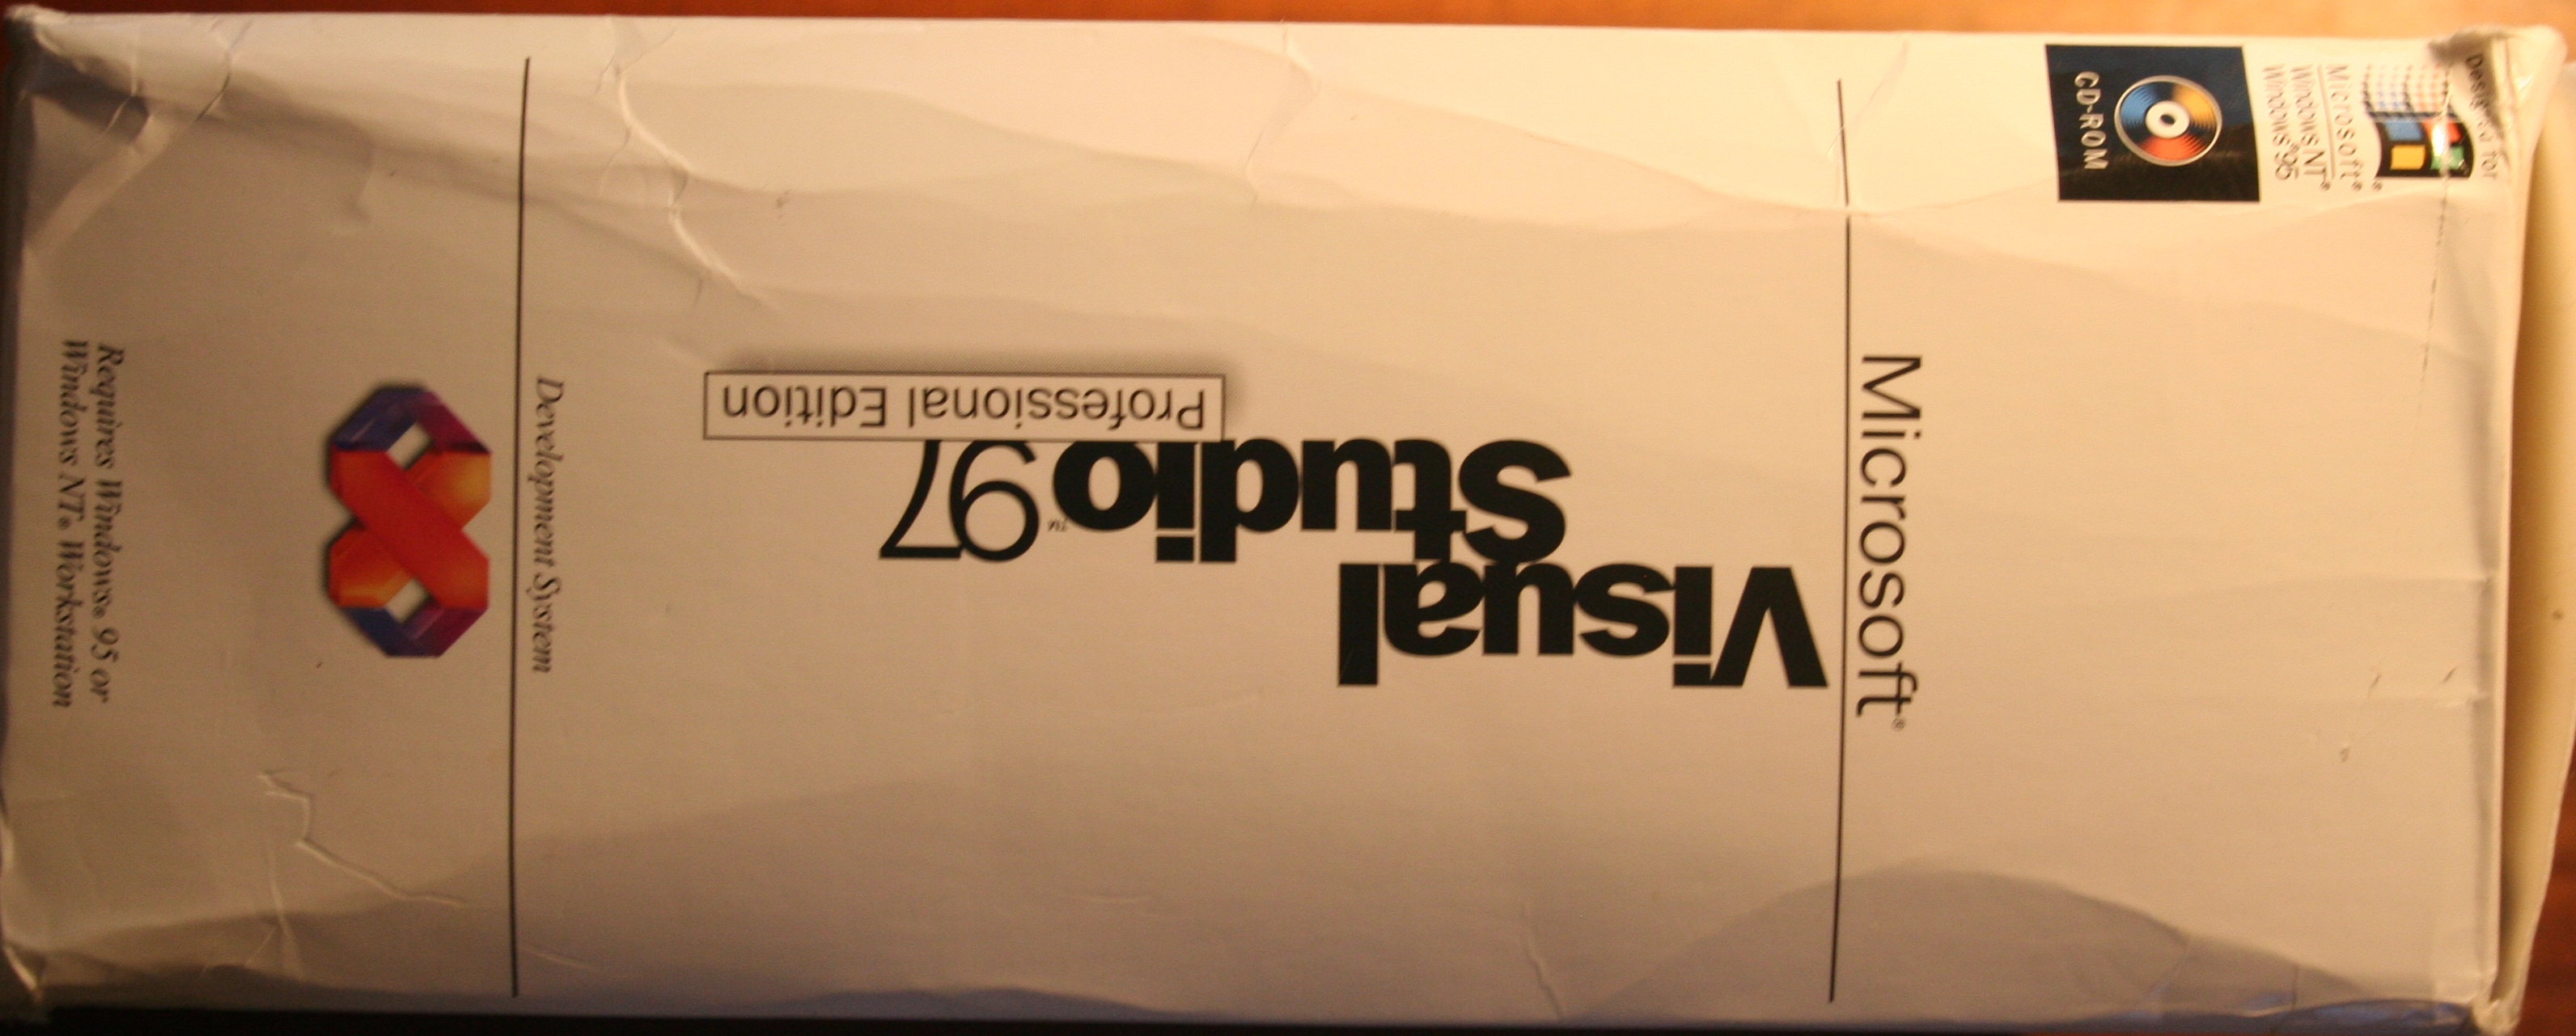 Designed for
Microsoft®
Windows NT®
Windows®95
CD-ROM
Microsoft®
Visual
Studio™97
Professional Edition
Development System
Requires Windows® 95 or
Windows NT® Workstation